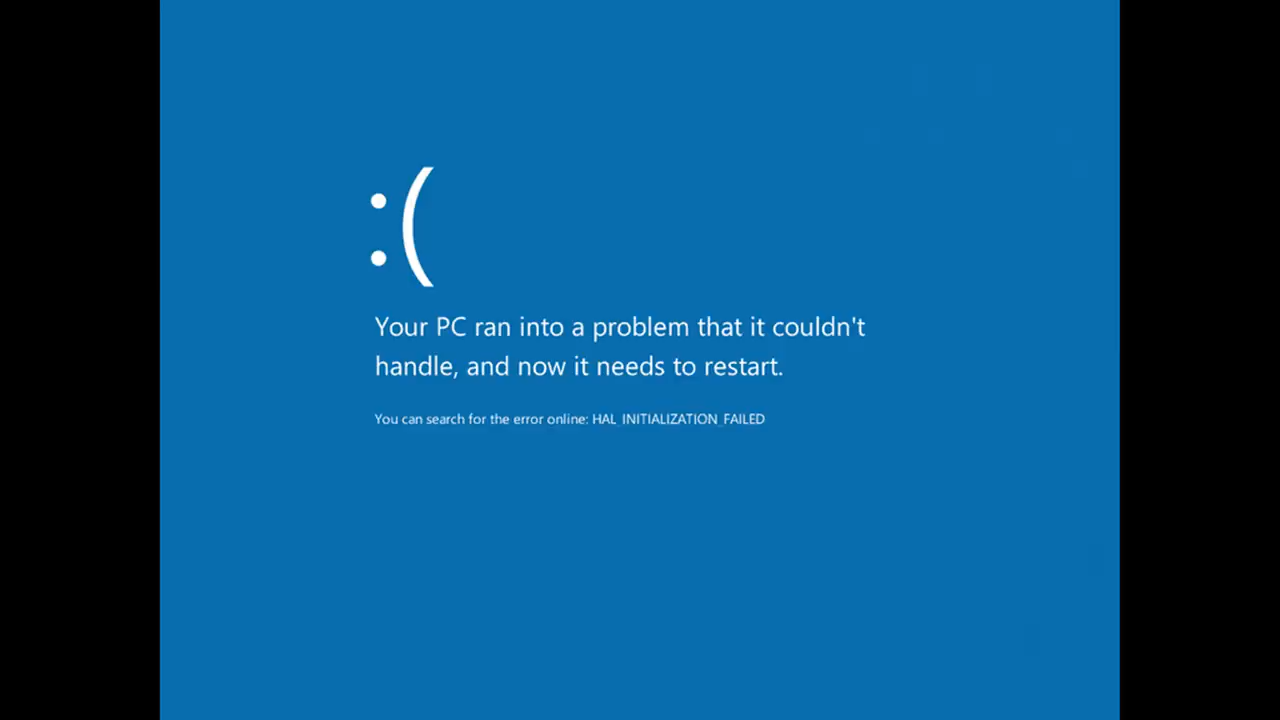 :(
Your PC ran into a problem that it couldn't
handle, and now it needs to restart.
You can search for the error online: HAL_INITIALIZATION_FAILED